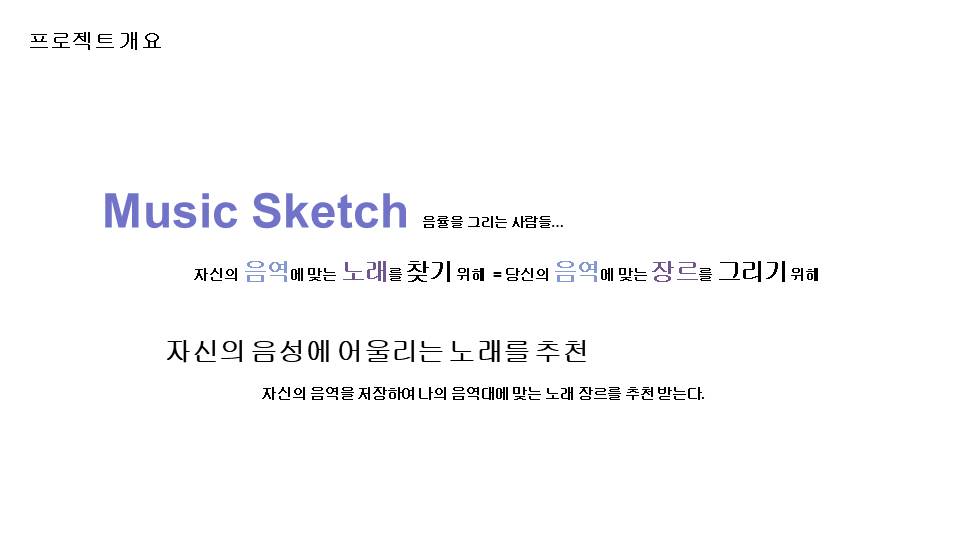 프로젝트 개요
Music Sketch 음률을 그리는 사람들...
자신의 음역에 맞는 노래를 찾기 위해 = 당신의 음역에 맞는 장르를 그리기 위해
자신의 음성에 어울리는 노래를 추천
자신의 음역을 저장하여 나의 음역대에 맞는 노래 장르를 추천 받는다.